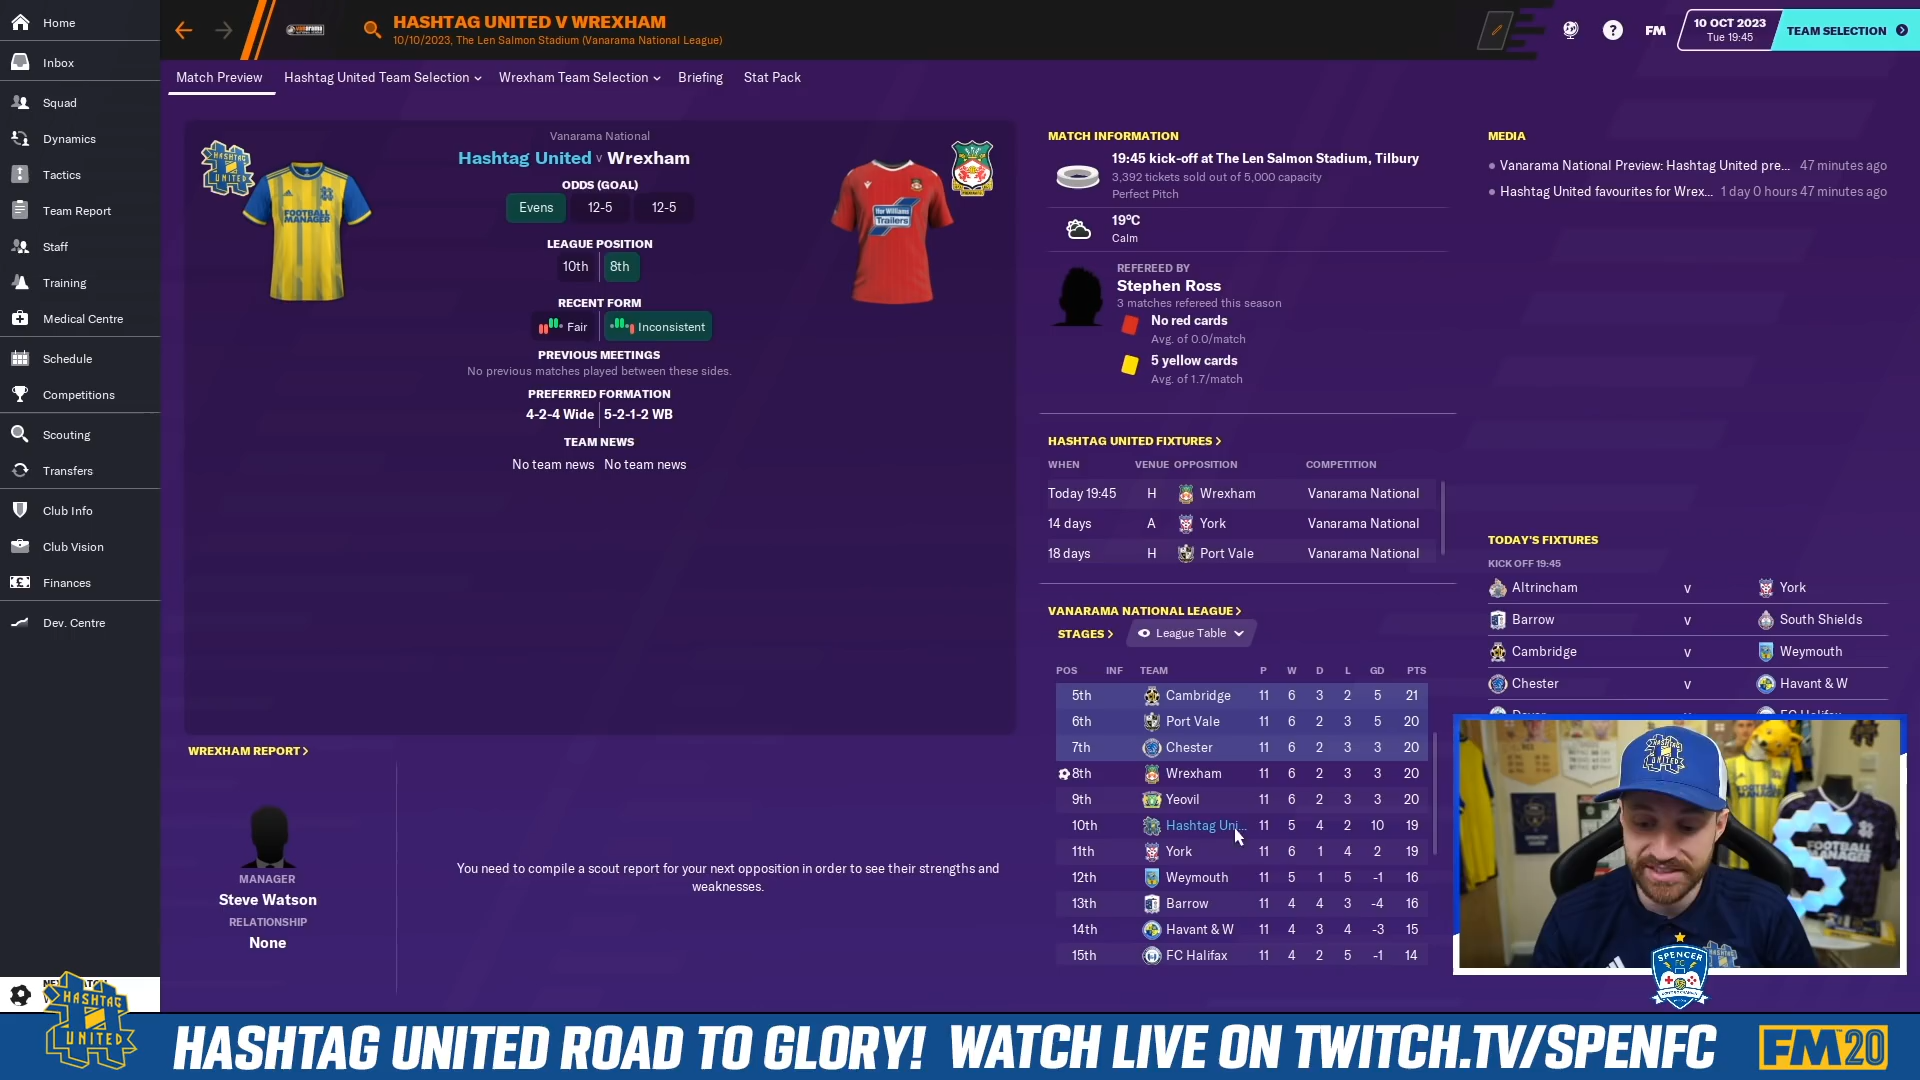 Home
Inbox
Squad
Dynamics
Tactics
Team Report
Staff
Training
Medical Centre
Schedule
Competitions
Scouting
Transfers
Club Info
Club Vision
Finances
Dev. Centre
HASHTAG UNITED V WREXHAM
10/10/2023, The Len Salmon Stadium (Vanarama National League)
FM
10 OCT 2023
Tue 19:45
TEAM SELECTION
Match Preview Hashtag United Team Selection Wrexham Team Selection Briefing Stat Pack
Vanarama National
Hashtag United v Wrexham
ODDS (GOAL)
Evens 12-5 12-5
LEAGUE POSITION
10th 8th
RECENT FORM
Fair Inconsistent
PREVIOUS MEETINGS
No previous matches played between these sides.
PREFERRED FORMATION
4-2-4 Wide 5-2-1-2 WB
TEAM NEWS
No team news No team news
HASHTAG UNITED
FOOTBALL MANAGER
Trailers
WREXHAM REPORT >
MANAGER
Steve Watson
RELATIONSHIP
None
You need to compile a scout report for your next opposition in order to see their strengths and
weaknesses.
MATCH INFORMATION
19:45 kick-off at The Len Salmon Stadium, Tilbury
3,392 tickets sold out of 5,000 capacity
Perfect Pitch
19°C
Calm
REFEREED BY
Stephen Ross
3 matches refereed this season
No red cards
Avg. of 0.0/match
5 yellow cards
Avg. of 1.7/match
HASHTAG UNITED FIXTURES >
WHEN VENUE OPPOSITION COMPETITION
Today 19:45 H Wrexham Vanarama National
14 days A York Vanarama National
18 days H Port Vale Vanarama National
VANARAMA NATIONAL LEAGUE >
STAGES > League Table
POS INF TEAM P W D L GD PTS
5th Cambridge 11 6 3 2 5 21
6th Port Vale 11 6 2 3 5 20
7th Chester 11 6 2 3 3 20
8th Wrexham 11 6 2 3 3 20
9th Yeovil 11 6 2 3 3 20
10th Hashtag Uni... 11 5 4 2 10 19
11th York 11 6 1 4 2 19
12th Weymouth 11 5 1 5 -1 16
13th Barrow 11 4 4 3 -4 16
14th Havant & W 11 4 3 4 -3 15
15th FC Halifax 11 4 2 5 -1 14
MEDIA
Vanarama National Preview: Hashtag United pre... 47 minutes ago
Hashtag United favourites for Wrex... 1 day 0 hours 47 minutes ago
TODAY'S FIXTURES
KICK OFF 19:45
Altrincham v York
Barrow v South Shields
Cambridge v Weymouth
Chester v Havant & W
HASHTAG UNITED
FOOTBALL MANAGER
SPENCER FC
HASHTAG UNITED
HASHTAG UNITED ROAD TO GLORY! WATCH LIVE ON TWITCH.TV/SPENFC
FM20